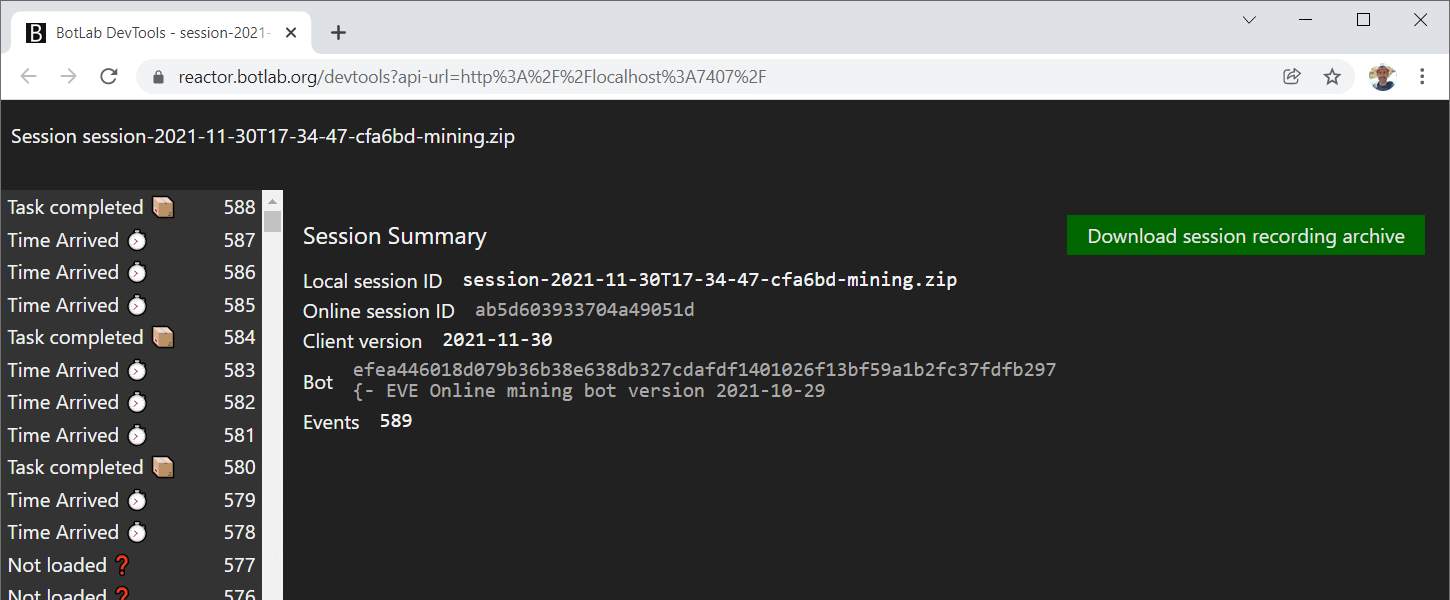 BotLab DevTools - session-2021-
reactor.botlab.org/devtools?api-url=http%3A%2F%2Flocalhost%3A7407%2F
Session session-2021-11-30T17-34-47-cfa6bd-mining.zip
Task completed 588
Time Arrived 587
Time Arrived 586
Time Arrived 585
Task completed 584
Time Arrived 583
Time Arrived 582
Time Arrived 581
Task completed 580
Time Arrived 579
Time Arrived 578
Not loaded ❓ 577
Not loaded ❓ 576
Session Summary
Download session recording archive
Local session ID session-2021-11-30T17-34-47-cfa6bd-mining.zip
Online session ID ab5d603933704a49051d
Client version 2021-11-30
Bot efea446018d079b36b38e638db327cdafdf1401026f13bf59a1b2fc37fdfb297
{- EVE Online mining bot version 2021-10-29
Events 589